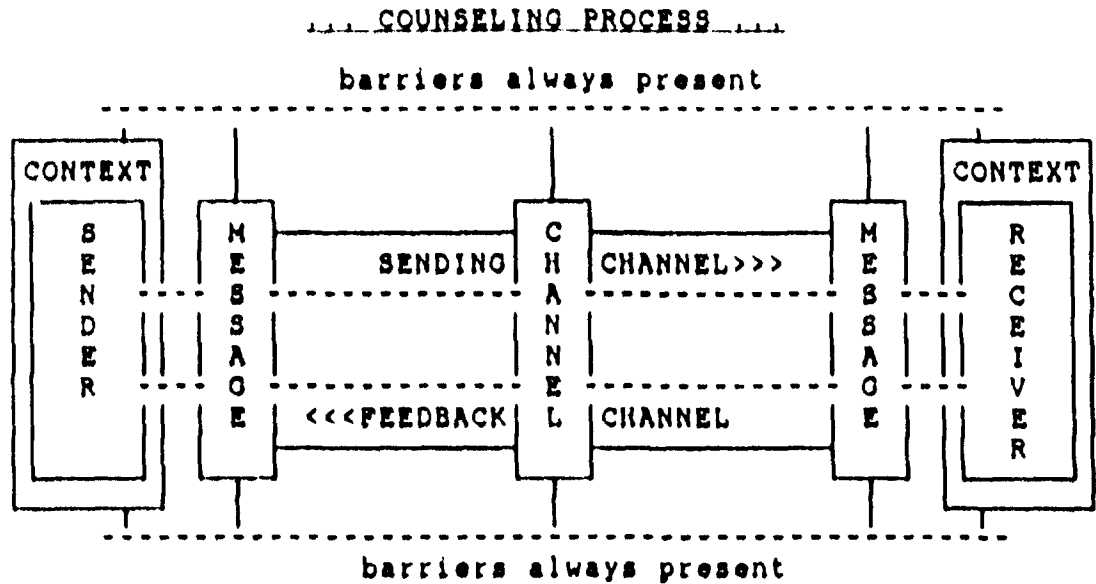 ... COUNSELING PROCESS ...
barriers always present
CONTEXT
CONTEXT
SENDER
MESSAGE
CHANNEL
MESSAGE
RECEIVER
SENDING CHANNEL>>>
<<<FEEDBACK CHANNEL
barriers always present